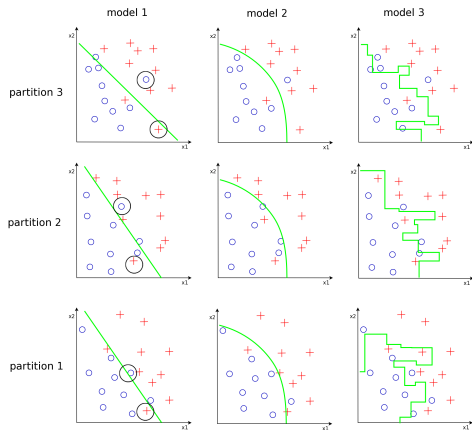 model 1 model 2 model 3
partition 3
x2 x2 x2
x1 x1 x1
partition 2
x2 x2 x2
x1 x1 x1
partition 1
x2 x2 x2
x1 x1 x1